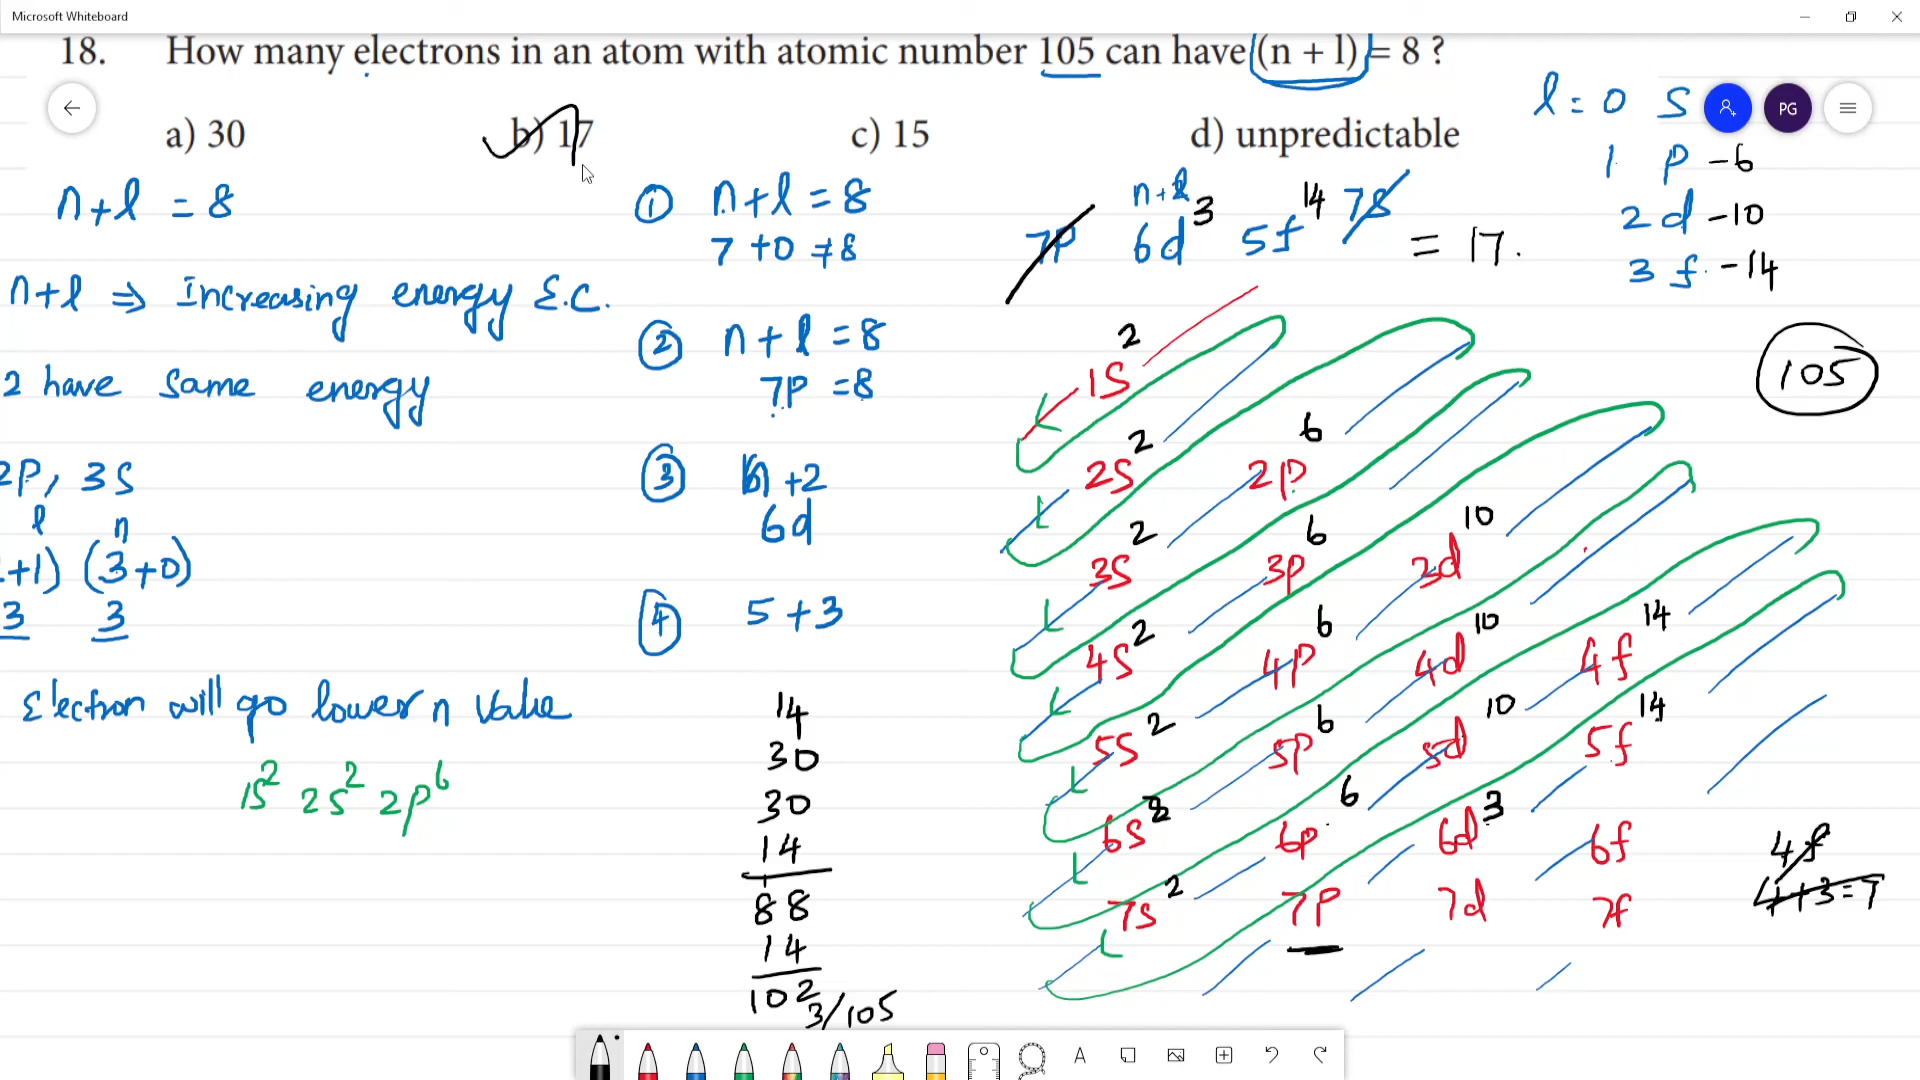 Microsoft Whiteboard
18. How many electrons in an atom with atomic number 105 can have (n + l) = 8 ?
a) 30 b) 17 c) 15 d) unpredictable
l = 0 S
PG
1 p - 6
2 d - 10
3 f - 14
n+l = 8
n+l ⇒ Increasing energy E.C.
2 have same energy
2P, 3S
l n
+1) (3+0)
3 3
Electron will go lower n value
1S² 2S² 2p⁶
① n+l = 8
7 +0 = 8
② n + l = 8
7p = 8
③ +2
6d
④ 5 +3
14
30
30
14
88
14
102
3/105
n+l
7P 6d³ 5f¹⁴ 7S = 17.
105
1S²
2S² 2P⁶
3S² 3P⁶ 3d¹⁰
4S² 4P⁶ 4d¹⁰ 4f¹⁴
5S² 5P⁶ 5d¹⁰ 5f¹⁴
6S² 6P⁶ 6d³ 6f
7S² 7P 7d 7f
4f
4+3=7
A